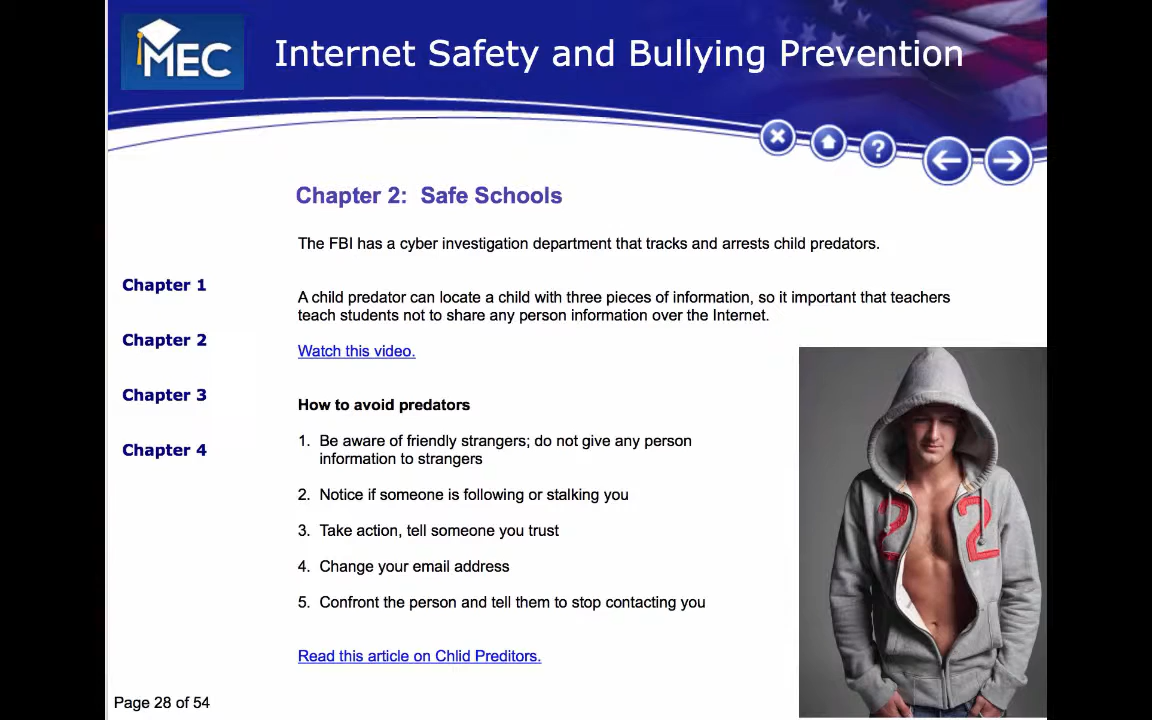 MEC
Internet Safety and Bullying Prevention
Chapter 2:  Safe Schools
The FBI has a cyber investigation department that tracks and arrests child predators.
Chapter 1
Chapter 2
Chapter 3
Chapter 4
A child predator can locate a child with three pieces of information, so it important that teachers
teach students not to share any person information over the Internet.
Watch this video.
How to avoid predators
1. Be aware of friendly strangers; do not give any person
information to strangers
2. Notice if someone is following or stalking you
3. Take action, tell someone you trust
4. Change your email address
5. Confront the person and tell them to stop contacting you
Read this article on Chlid Preditors.
22
Page 28 of 54